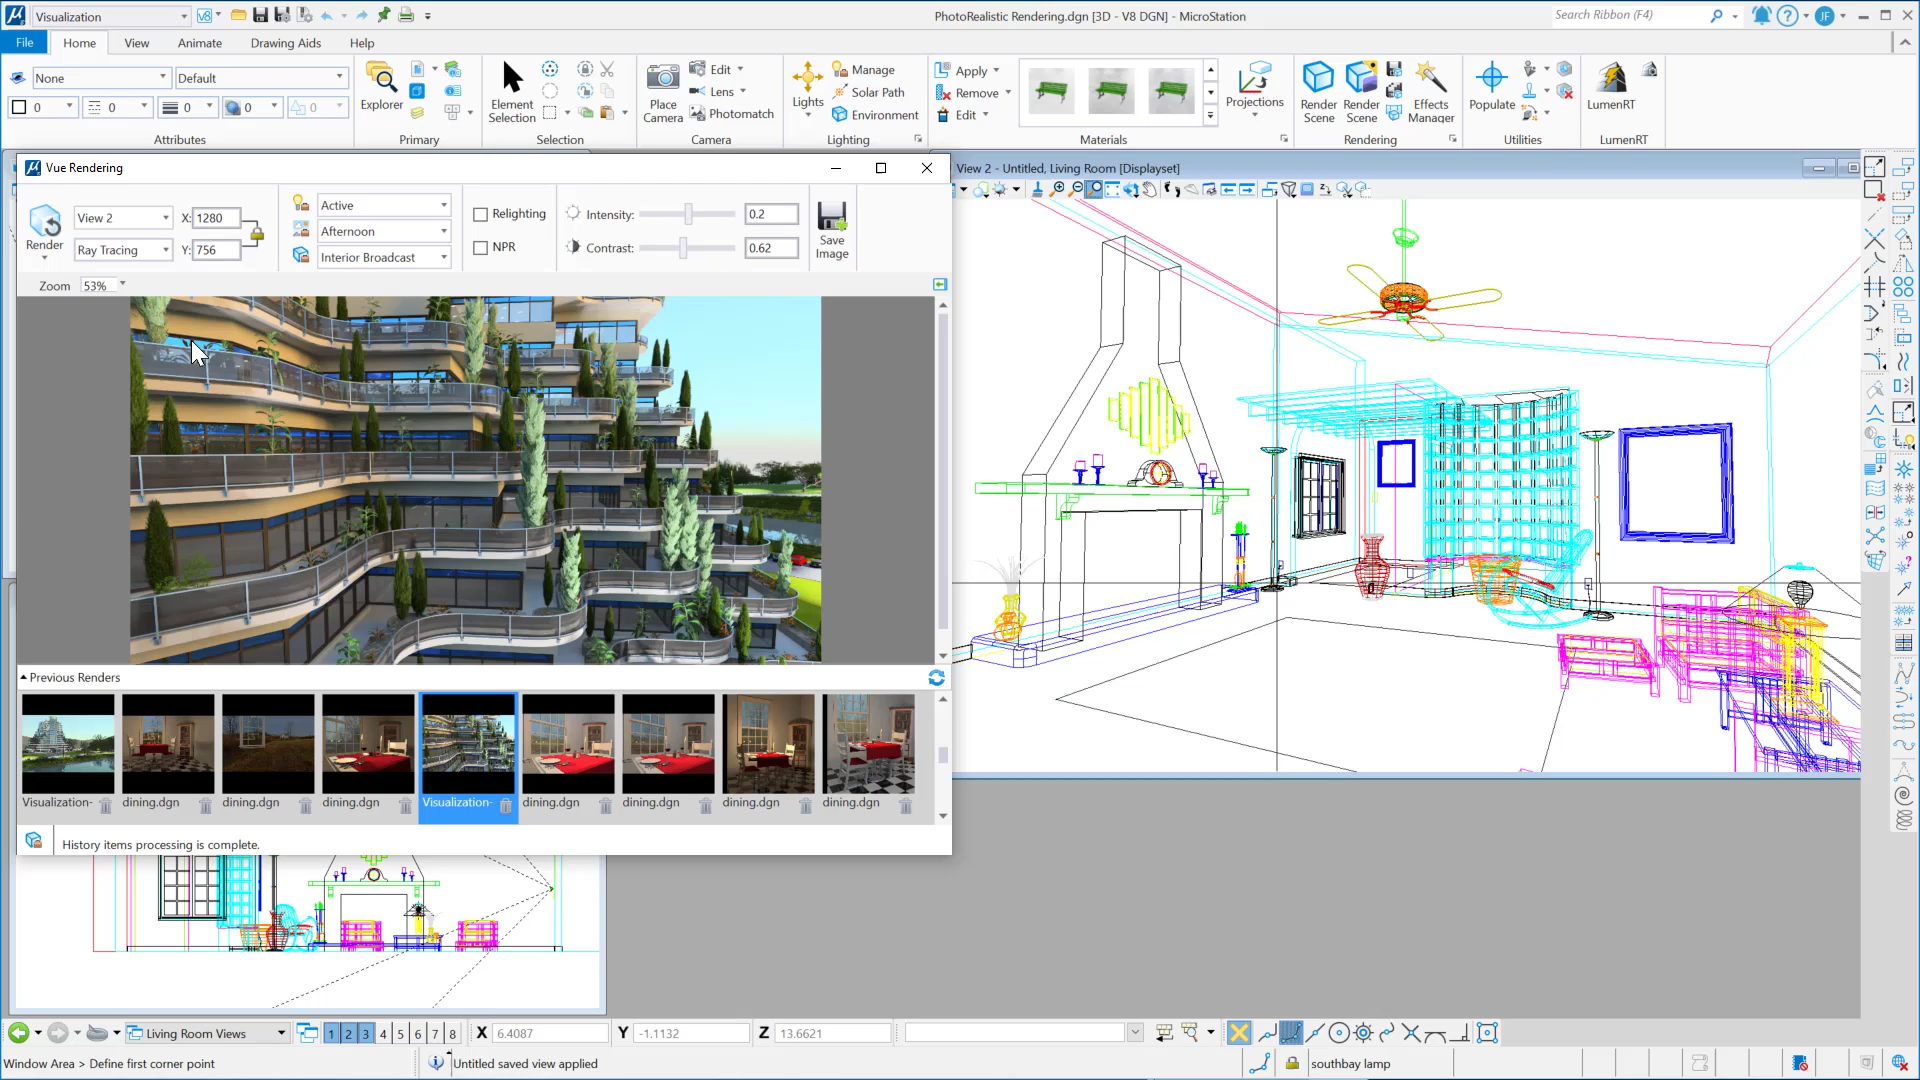 Visualization
V8
PhotoRealistic Rendering.dgn [3D - V8 DGN] - MicroStation
Search Ribbon (F4)
JF
File
Home
View
Animate
Drawing Aids
Help
None
Default
0
0
0
0
0
Attributes
Explorer
Primary
Element
Selection
Selection
Place
Camera
Edit
Lens
Photomatch
Camera
Lights
Manage
Solar Path
Environment
Lighting
Apply
Remove
Edit
Materials
Projections
Render
Scene
Render
Scene
Effects
Manager
Rendering
Populate
Utilities
LumenRT
LumenRT
Vue Rendering
View 2 - Untitled, Living Room [Displayset]
Render
View 2
Ray Tracing
X: 1280
Y: 756
Active
Afternoon
Interior Broadcast
Relighting
NPR
Intensity: 0.2
Contrast: 0.62
Save
Image
Zoom 53%
Previous Renders
Visualization-
dining.dgn
dining.dgn
dining.dgn
Visualization-
dining.dgn
dining.dgn
dining.dgn
dining.dgn
History items processing is complete.
Living Room Views
1 2 3 4 5 6 7 8
X 6.4087
Y -1.1132
Z 13.6621
Window Area > Define first corner point
Untitled saved view applied
southbay lamp